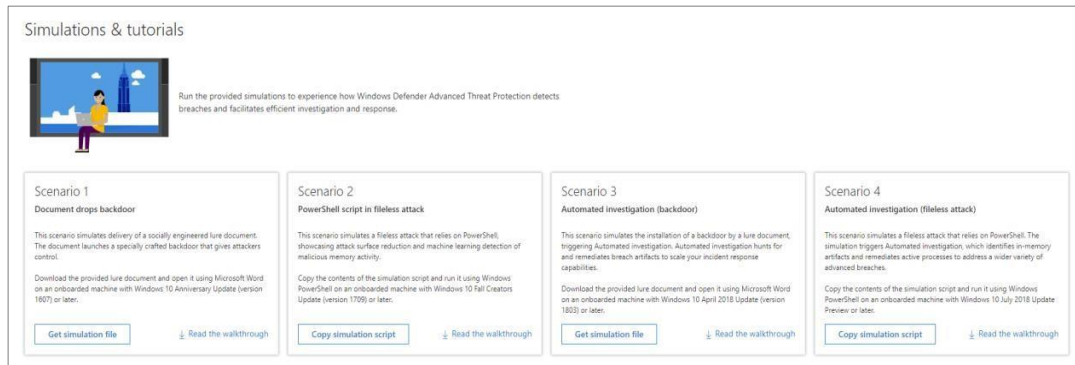 Simulations & tutorials
Run the provided simulations to experience how Windows Defender Advanced Threat Protection detects
breaches and facilitates efficient investigation and response.
Scenario 1
Document drops backdoor
This scenario simulates delivery of a socially engineered lure document.
The document launches a specially crafted backdoor that gives attackers
control.
Download the provided lure document and open it using Microsoft Word
on an onboarded machine with Windows 10 Anniversary Update (version
1607) or later.
Get simulation file
Read the walkthrough
Scenario 2
PowerShell script in fileless attack
This scenario simulates a fileless attack that relies on PowerShell,
showcasing attack surface reduction and machine learning detection of
malicious memory activity.
Copy the contents of the simulation script and run it using Windows
PowerShell on an onboarded machine with Windows 10 Fall Creators
Update (version 1709) or later.
Copy simulation script
Read the walkthrough
Scenario 3
Automated investigation (backdoor)
This scenario simulates the installation of a backdoor by a lure document,
triggering Automated investigation. Automated investigation hunts for
and remediates breach artifacts to scale your incident response
capabilities.
Download the provided lure document and open it using Microsoft Word
on an onboarded machine with Windows 10 April 2018 Update (version
1803) or later.
Get simulation file
Read the walkthrough
Scenario 4
Automated investigation (fileless attack)
This scenario simulates a fileless attack that relies on PowerShell. The
simulation triggers Automated investigation, which identifies in-memory
artifacts and remediates active processes to address a wider variety of
advanced breaches.
Copy the contents of the simulation script and run it using Windows
PowerShell on an onboarded machine with Windows 10 July 2018 Update
Preview or later.
Copy simulation script
Read the walkthrough